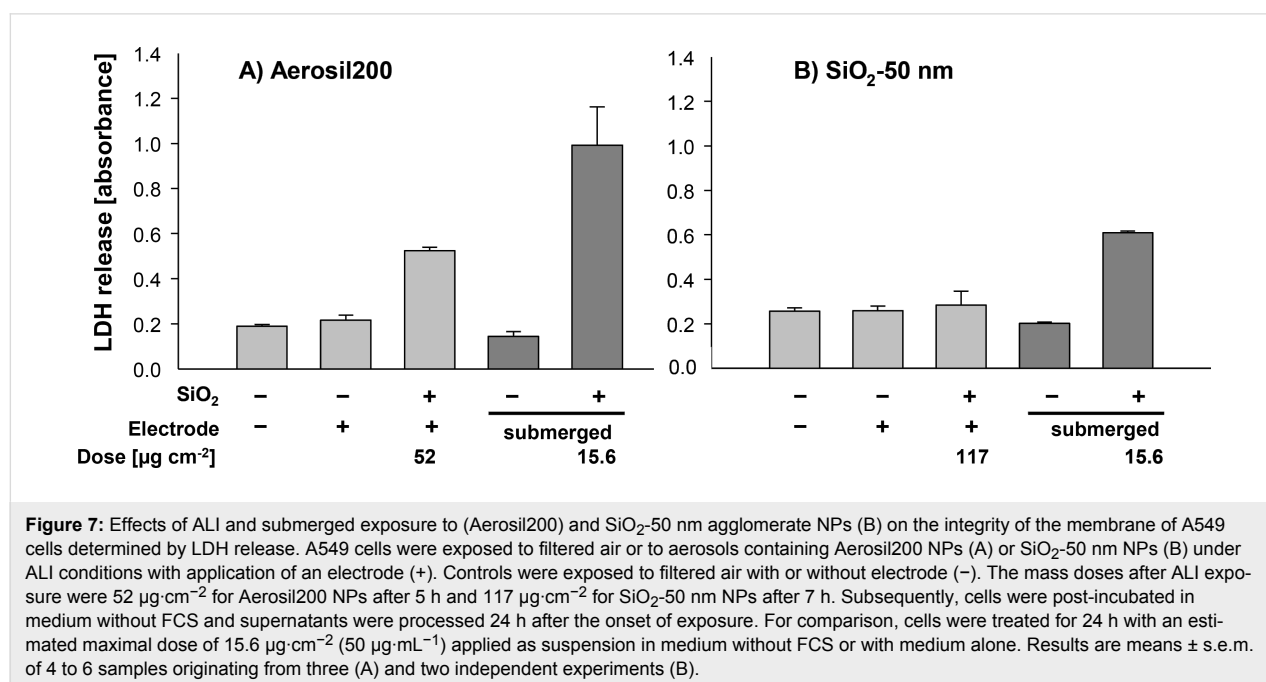 A) Aerosil200
B) SiO₂-50 nm
LDH release [absorbance]
1.4
1.2
1.0
0.8
0.6
0.4
0.2
0.0
1.4
1.2
1.0
0.8
0.6
0.4
0.2
0.0
SiO₂ − − + − + − − + − +
Electrode − + + submerged − + + submerged
Dose [µg cm⁻²] 52 15.6 117 15.6
Figure 7: Effects of ALI and submerged exposure to (Aerosil200) and SiO₂-50 nm agglomerate NPs (B) on the integrity of the membrane of A549
cells determined by LDH release. A549 cells were exposed to filtered air or to aerosols containing Aerosil200 NPs (A) or SiO₂-50 nm NPs (B) under
ALI conditions with application of an electrode (+). Controls were exposed to filtered air with or without electrode (−). The mass doses after ALI expo-
sure were 52 µg·cm⁻² for Aerosil200 NPs after 5 h and 117 µg·cm⁻² for SiO₂-50 nm NPs after 7 h. Subsequently, cells were post-incubated in
medium without FCS and supernatants were processed 24 h after the onset of exposure. For comparison, cells were treated for 24 h with an esti-
mated maximal dose of 15.6 µg·cm⁻² (50 µg·mL⁻¹) applied as suspension in medium without FCS or with medium alone. Results are means ± s.e.m.
of 4 to 6 samples originating from three (A) and two independent experiments (B).